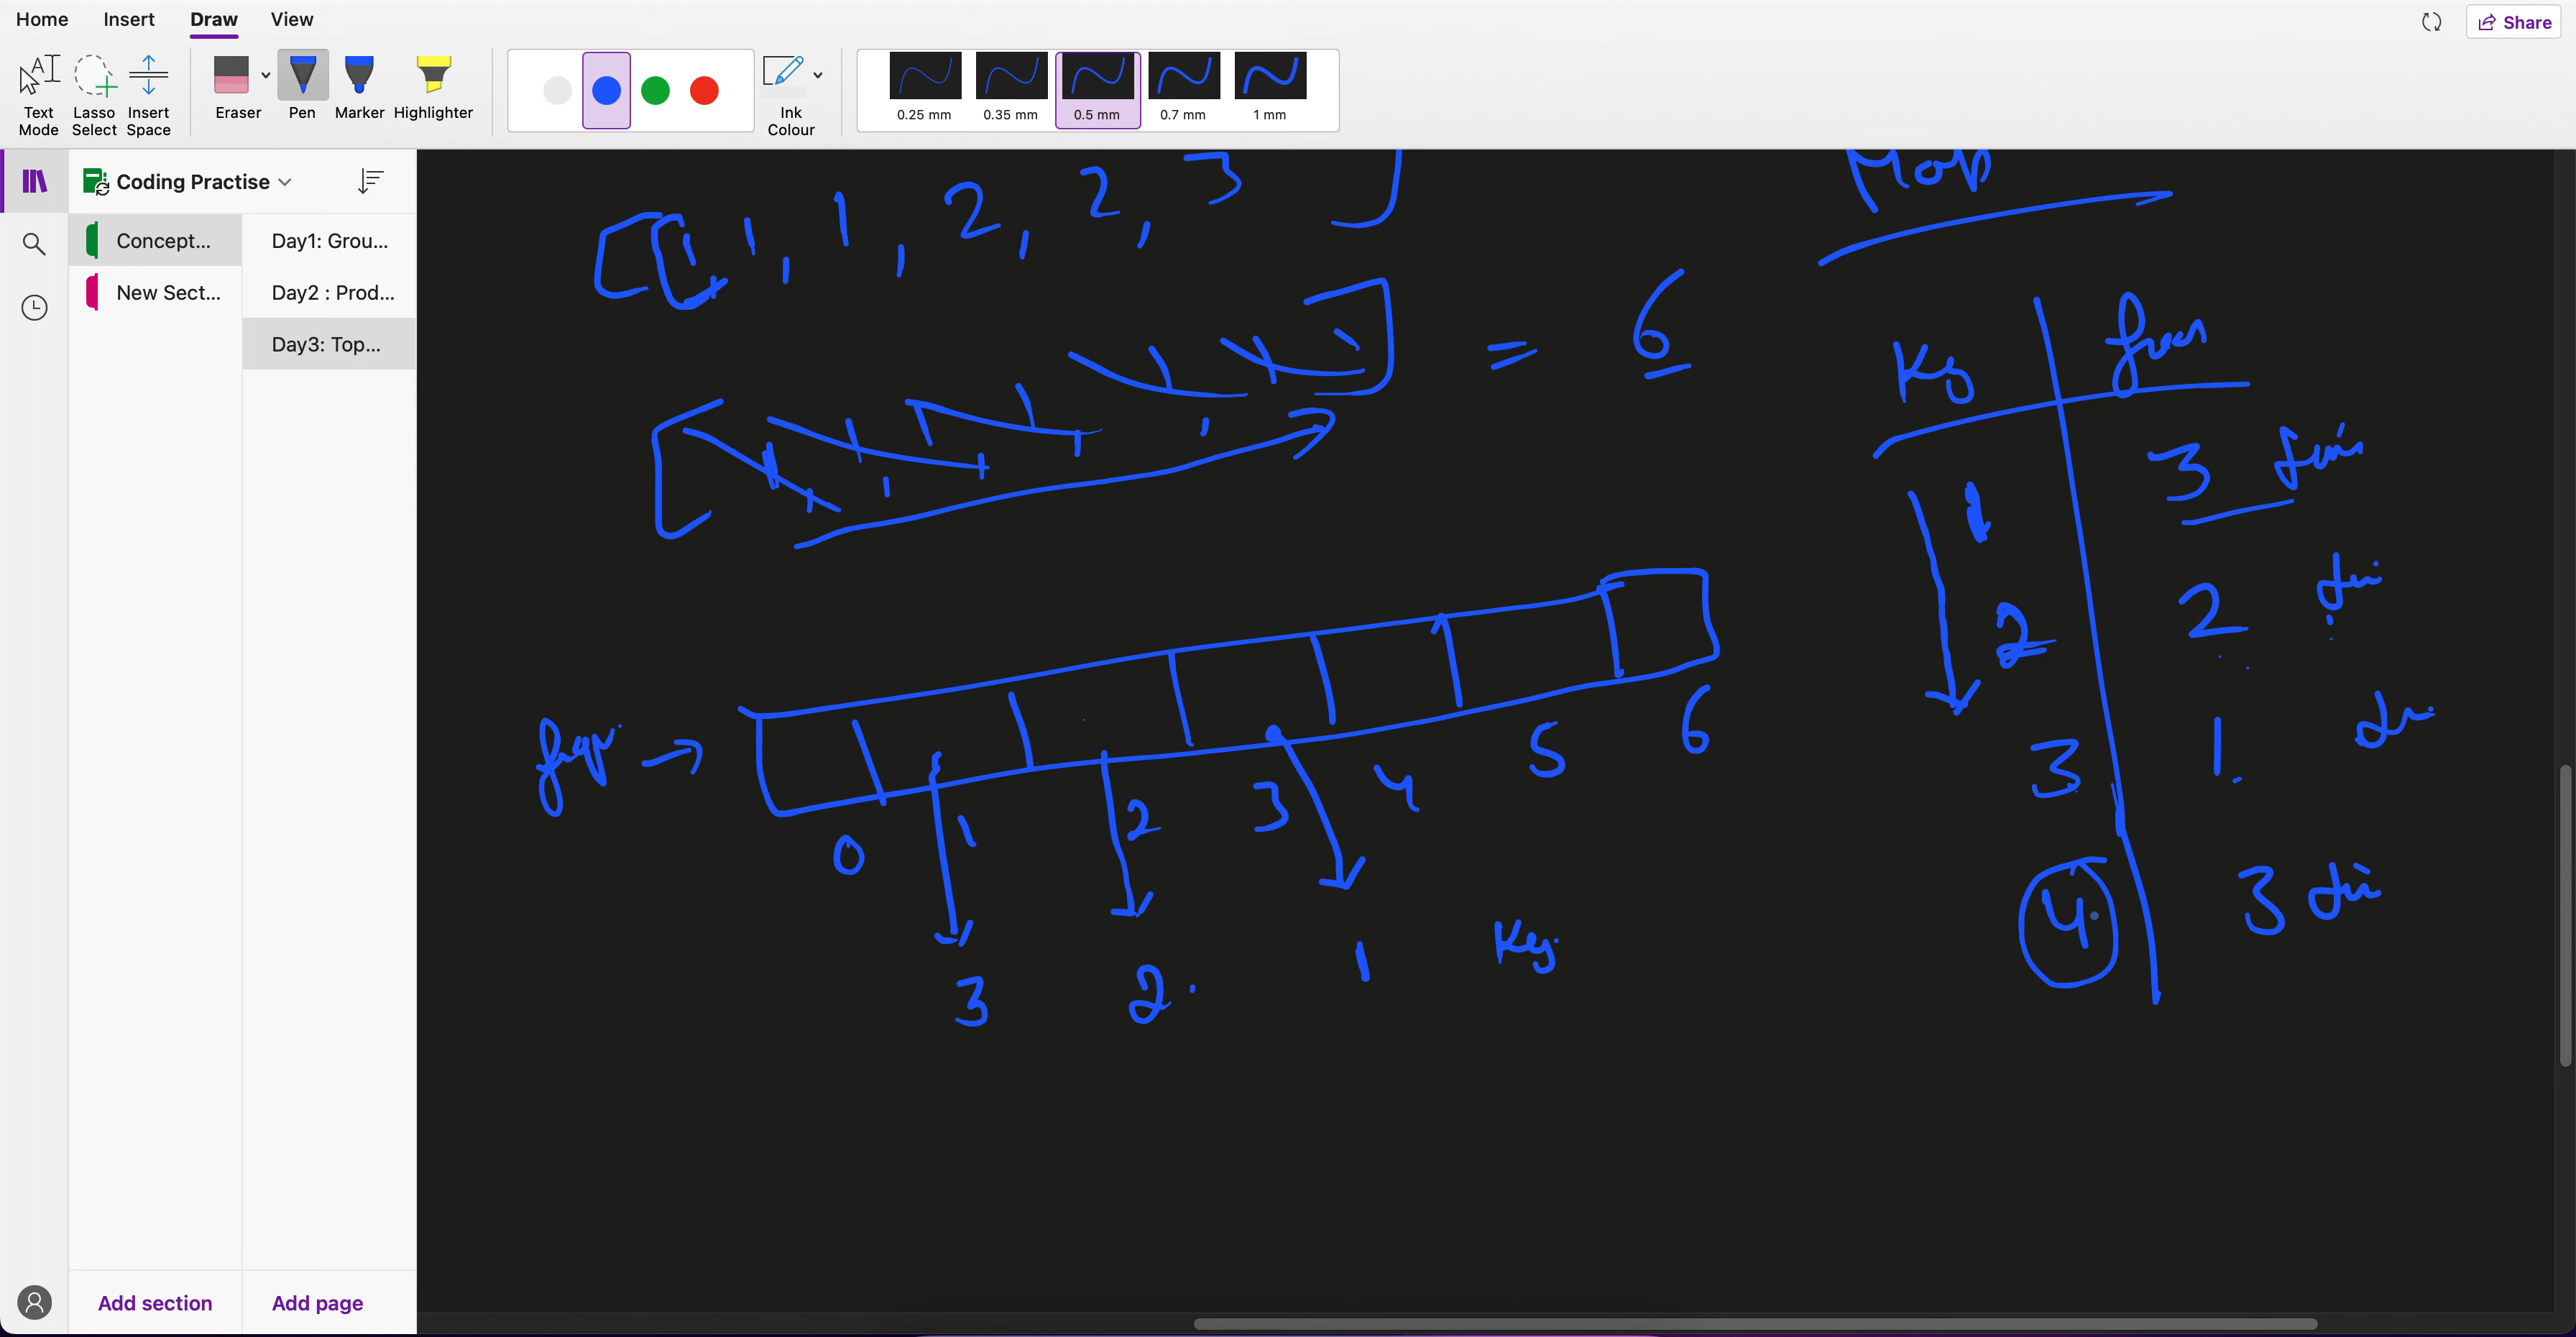 Home Insert Draw View
Share
Text Mode
Lasso Select
Insert Space
Eraser
Pen
Marker
Highlighter
Ink Colour
0.25 mm
0.35 mm
0.5 mm
0.7 mm
1 mm
Coding Practise
Concept...
New Sect...
Day1: Grou...
Day2 : Prod...
Day3: Top...
Add section
Add page
Map
[[1, 1, 1, 2, 2, 3]
= 6
Key
3
1
2
2
3
1
4
3
→
0 1 2 3 4 5 6
3 2 1 Key